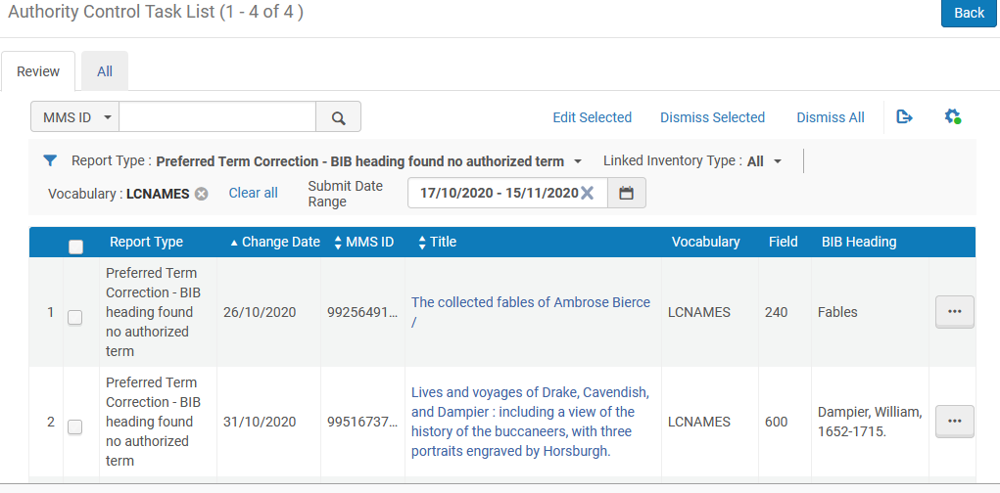 Authority Control Task List (1 - 4 of 4 )
Back
Review
All
MMS ID
Edit Selected
Dismiss Selected
Dismiss All
Report Type : Preferred Term Correction - BIB heading found no authorized term
Linked Inventory Type : All
Vocabulary : LCNAMES
Clear all
Submit Date
Range
17/10/2020 - 15/11/2020
Report Type
Change Date
MMS ID
Title
Vocabulary
Field
BIB Heading
1
Preferred Term
Correction - BIB
heading found
no authorized
term
26/10/2020
99256491...
The collected fables of Ambrose Bierce
/
LCNAMES
240
Fables
2
Preferred Term
Correction - BIB
heading found
no authorized
term
31/10/2020
99516737...
Lives and voyages of Drake, Cavendish,
and Dampier : including a view of the
history of the buccaneers, with three
portraits engraved by Horsburgh.
LCNAMES
600
Dampier, William,
1652-1715.